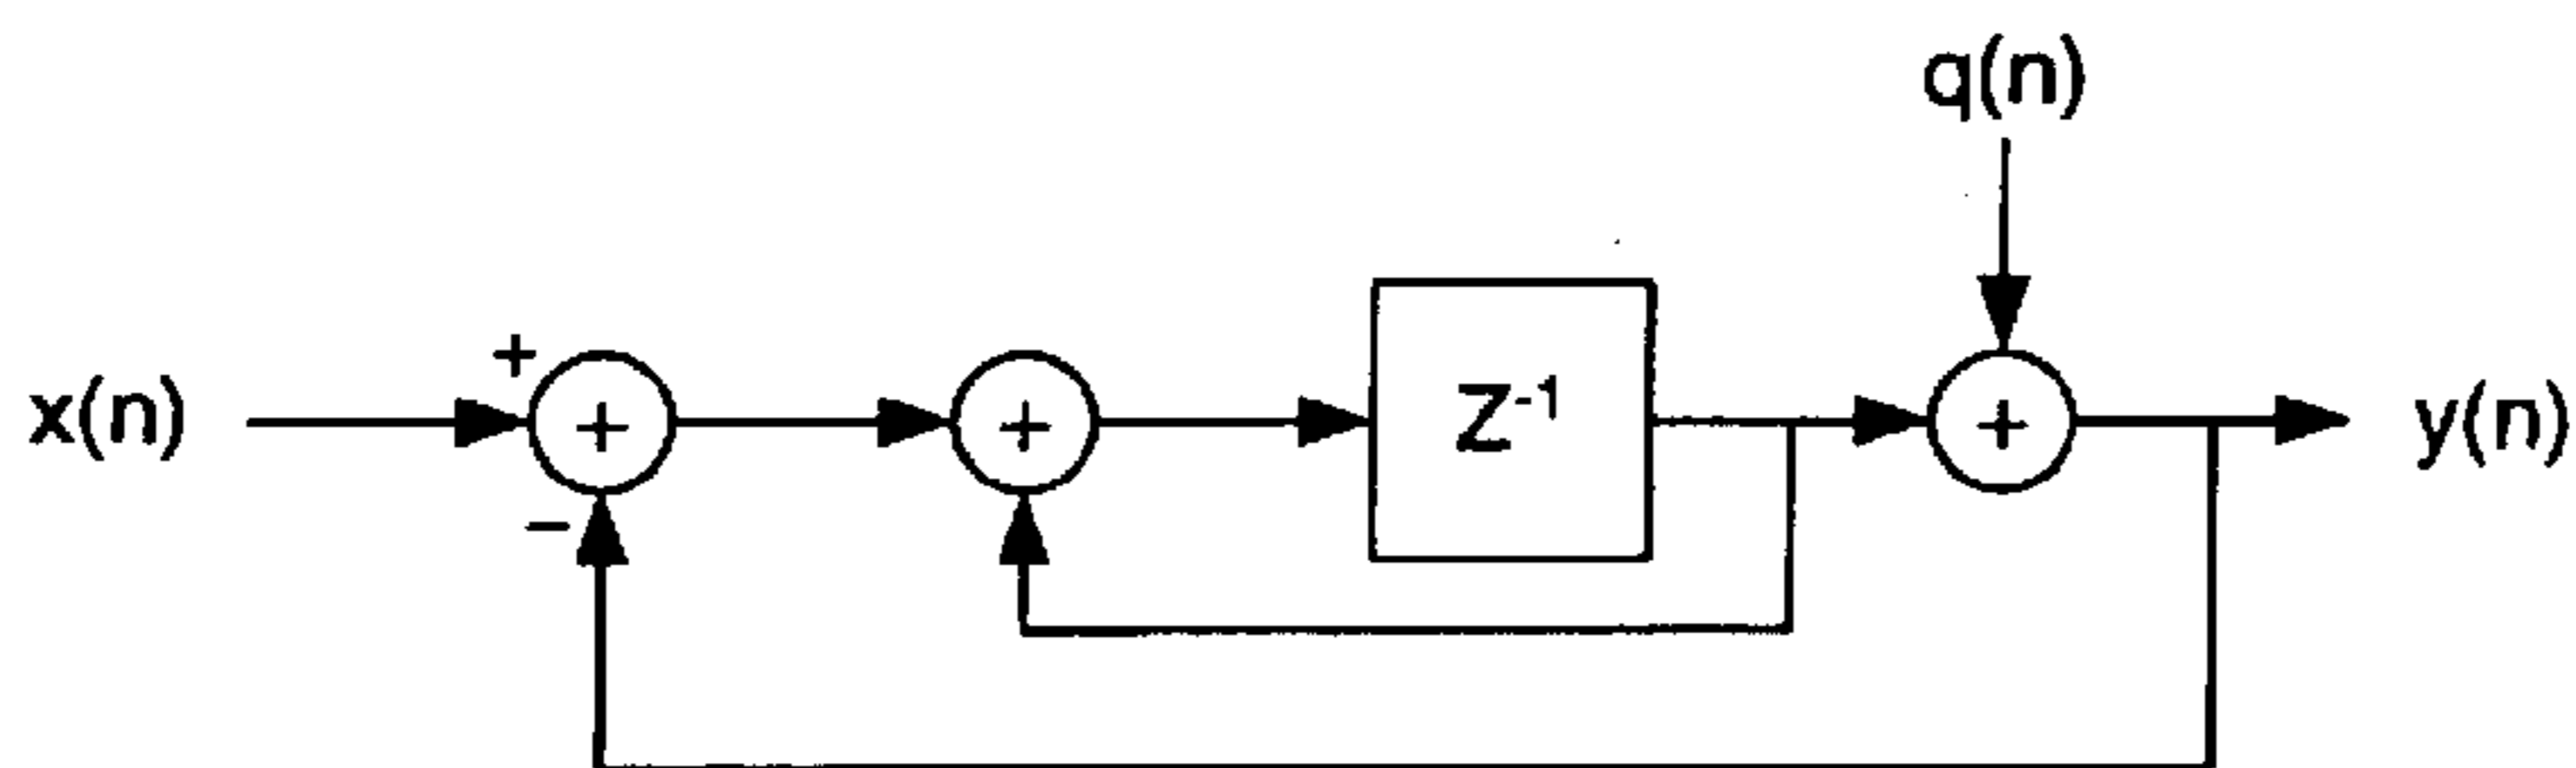 q(n)
x(n)
+
+
+
Z-1
+
y(n)
−